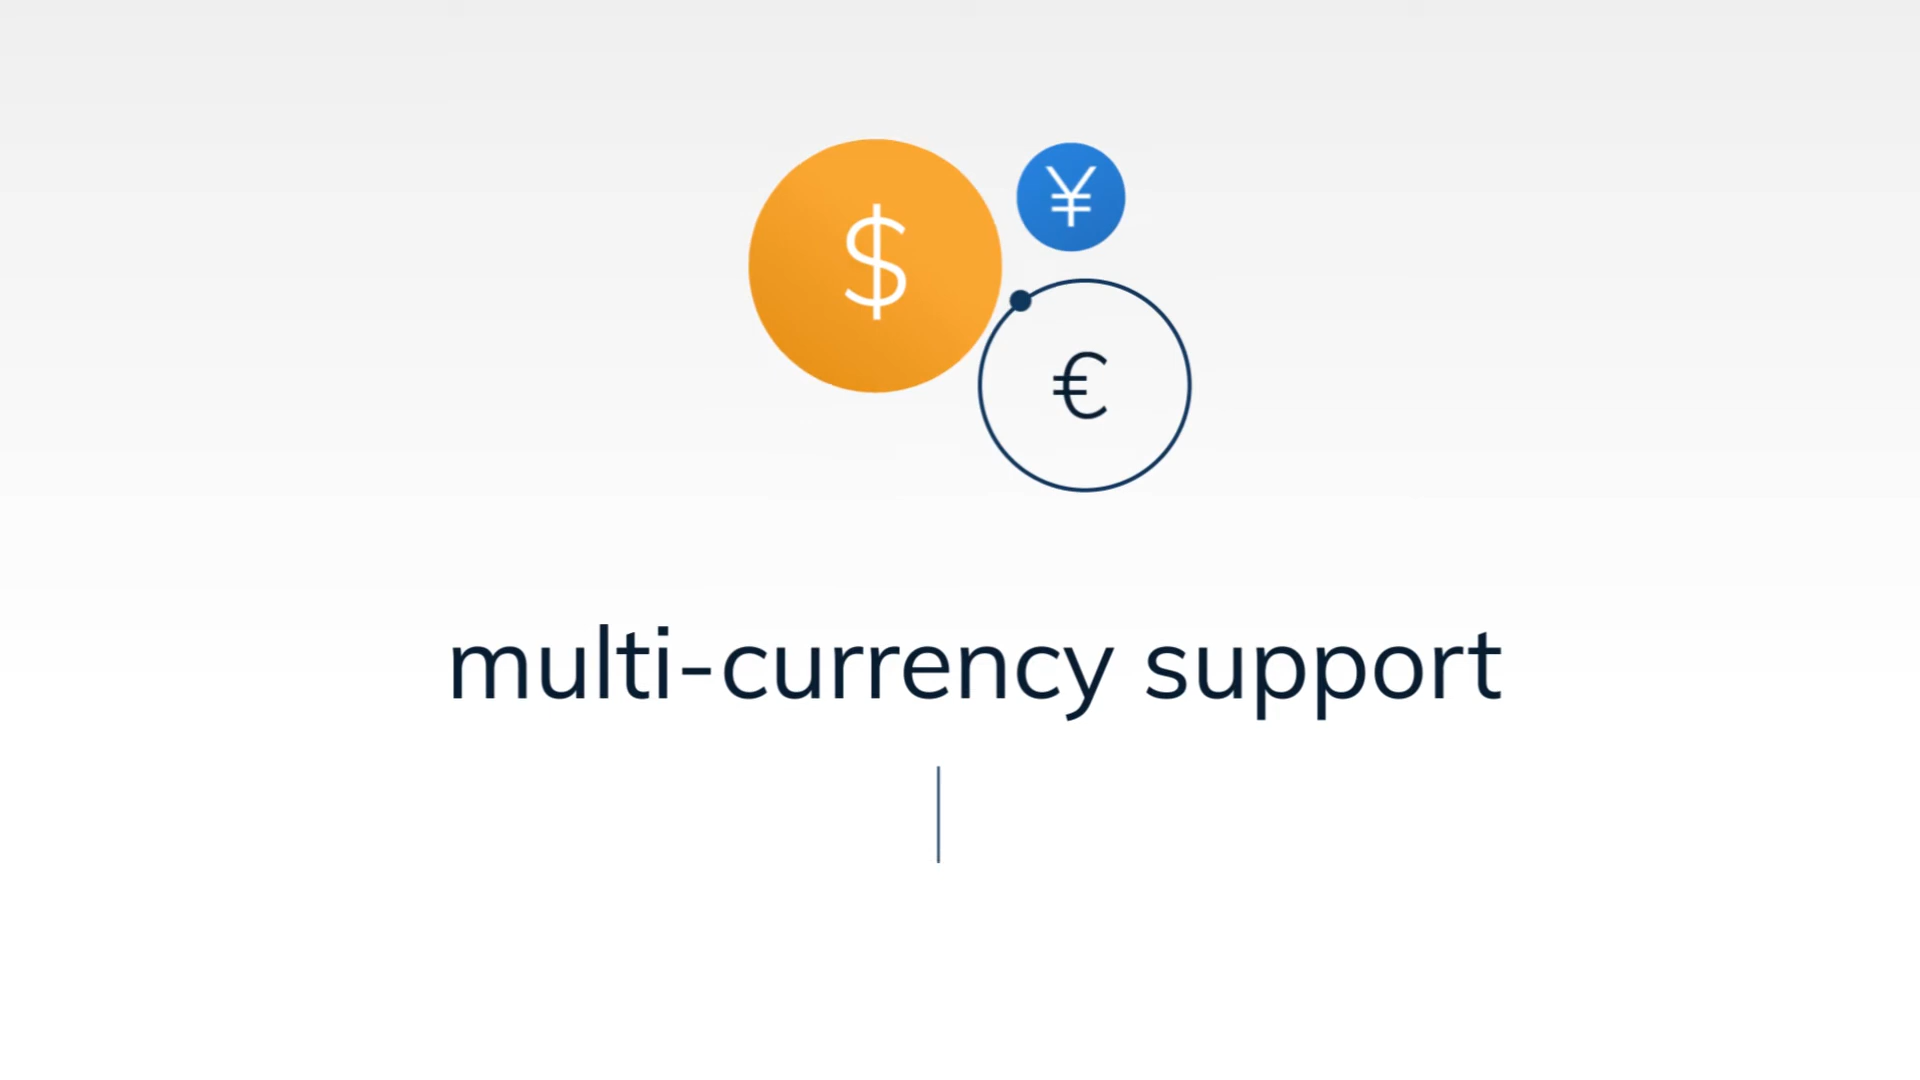 $
¥
€
multi-currency support